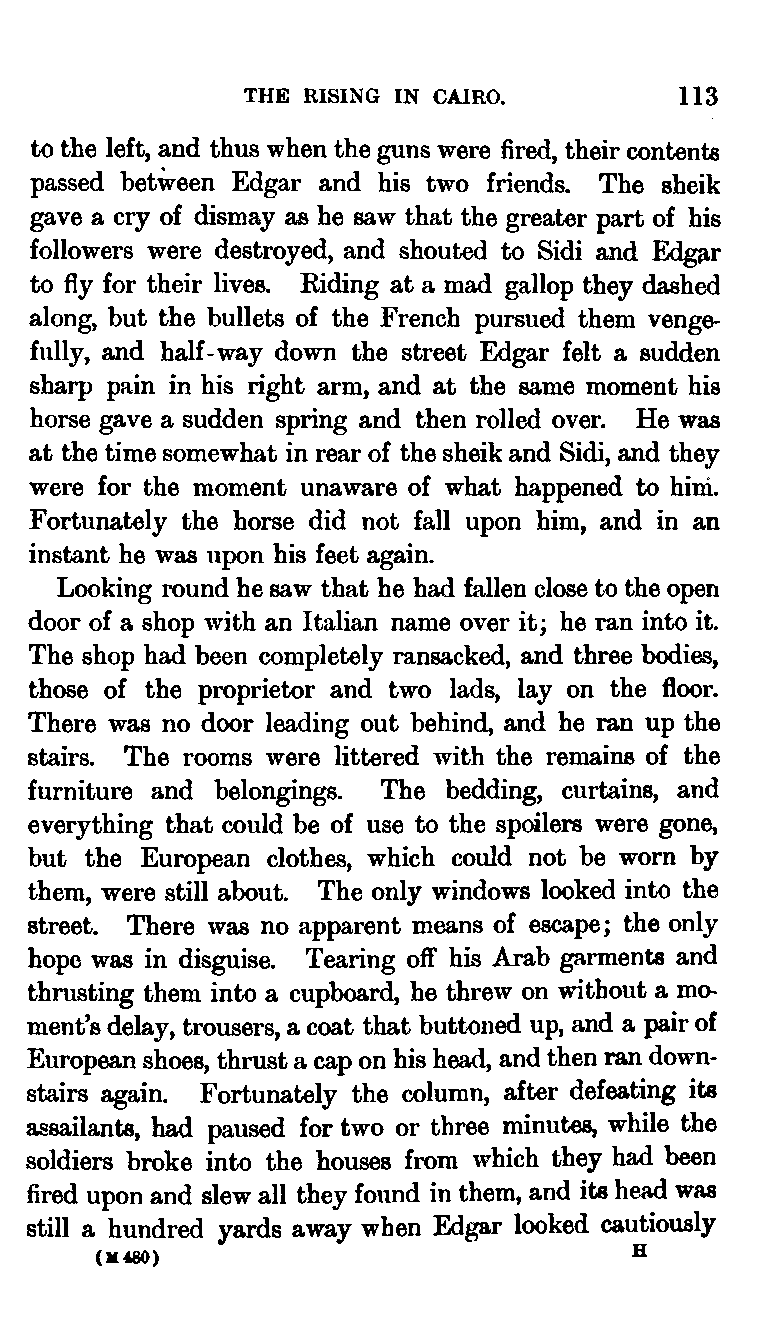 THE RISING IN CAIRO. 113
to the left, and thus when the guns were fired, their contents
passed between Edgar and his two friends. The sheik
gave a cry of dismay as he saw that the greater part of his
followers were destroyed, and shouted to Sidi and Edgar
to fly for their lives. Riding at a mad gallop they dashed
along, but the bullets of the French pursued them venge-
fully, and half-way down the street Edgar felt a sudden
sharp pain in his right arm, and at the same moment his
horse gave a sudden spring and then rolled over. He was
at the time somewhat in rear of the sheik and Sidi, and they
were for the moment unaware of what happened to him.
Fortunately the horse did not fall upon him, and in an
instant he was upon his feet again.
Looking round he saw that he had fallen close to the open
door of a shop with an Italian name over it; he ran into it.
The shop had been completely ransacked, and three bodies,
those of the proprietor and two lads, lay on the floor.
There was no door leading out behind, and he ran up the
stairs. The rooms were littered with the remains of the
furniture and belongings. The bedding, curtains, and
everything that could be of use to the spoilers were gone,
but the European clothes, which could not be worn by
them, were still about. The only windows looked into the
street. There was no apparent means of escape; the only
hope was in disguise. Tearing off his Arab garments and
thrusting them into a cupboard, he threw on without a mo-
ment's delay, trousers, a coat that buttoned up, and a pair of
European shoes, thrust a cap on his head, and then ran down-
stairs again. Fortunately the column, after defeating its
assailants, had paused for two or three minutes, while the
soldiers broke into the houses from which they had been
fired upon and slew all they found in them, and its head was
still a hundred yards away when Edgar looked cautiously
(M 480) H